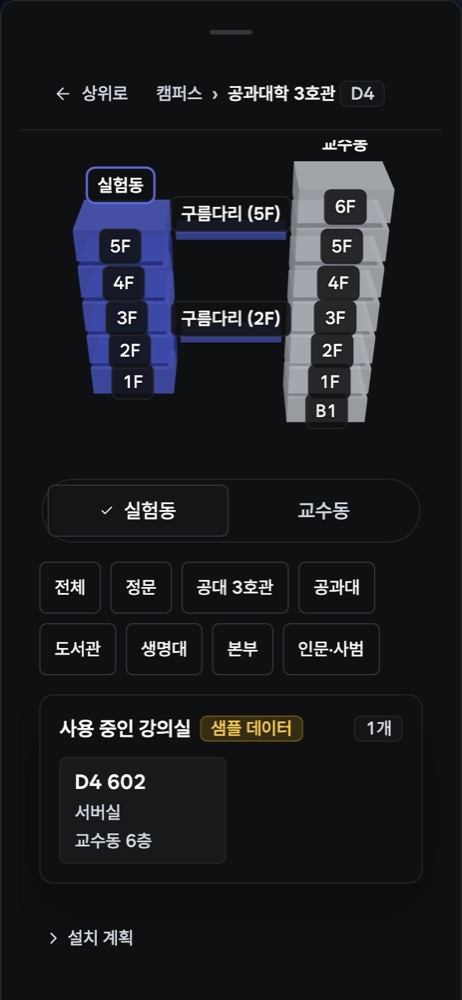 ← 상위로 캠퍼스 › 공과대학 3호관 D4
교수동
실험동
구름다리 (5F)
6F
5F
5F
4F
4F
3F
구름다리 (2F)
3F
2F
2F
1F
1F
B1
✓ 실험동
교수동
전체 정문 공대 3호관 공과대
도서관 생명대 본부 인문·사범
사용 중인 강의실 샘플 데이터 1개
D4 602
서버실
교수동 6층
› 설치 계획